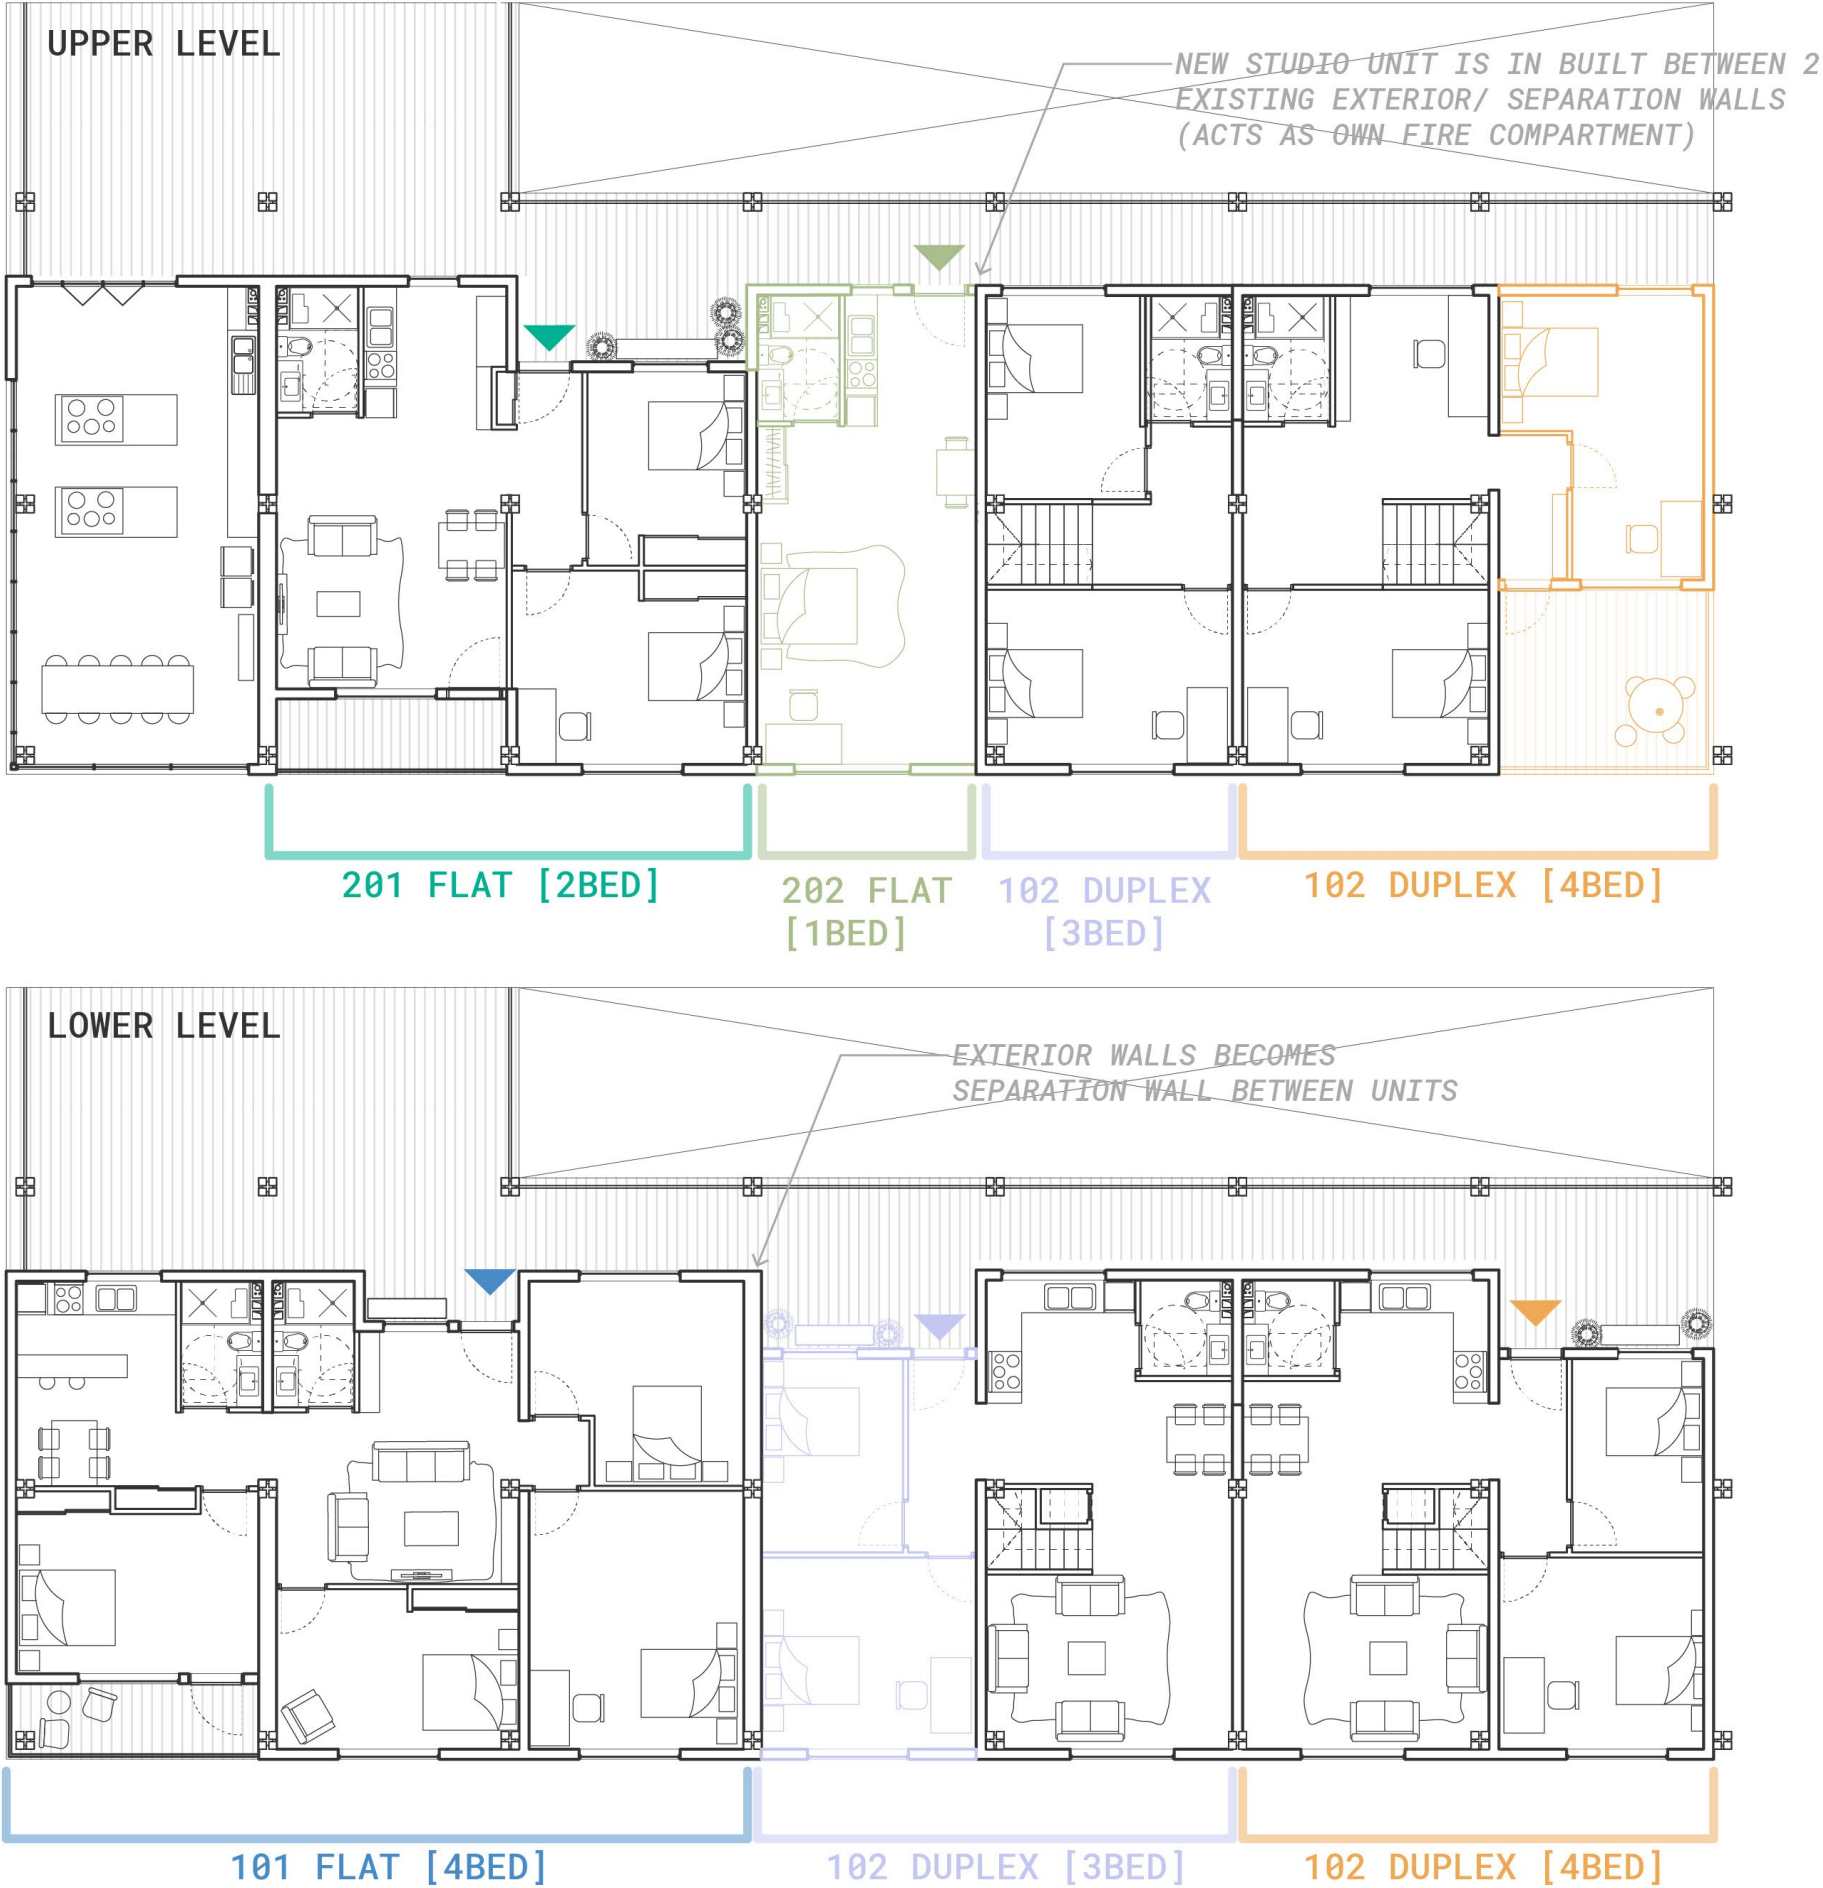 UPPER LEVEL
NEW STUDIO UNIT IS IN BUILT BETWEEN 2
EXISTING EXTERIOR/ SEPARATION WALLS
(ACTS AS OWN FIRE COMPARTMENT)
201 FLAT [2BED]
202 FLAT
[1BED]
102 DUPLEX
[3BED]
102 DUPLEX [4BED]
LOWER LEVEL
EXTERIOR WALLS BECOMES
SEPARATION WALL BETWEEN UNITS
101 FLAT [4BED]
102 DUPLEX [3BED]
102 DUPLEX [4BED]